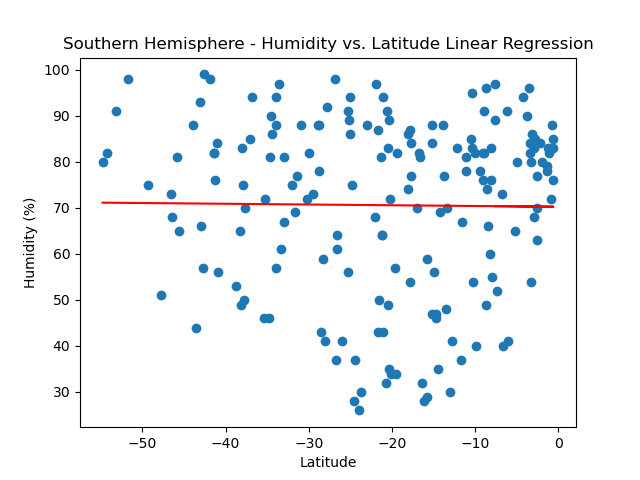 Southern Hemisphere - Humidity vs. Latitude Linear Regression
100
90
80
70
60
50
40
30
Humidity (%)
−50 −40 −30 −20 −10 0
Latitude